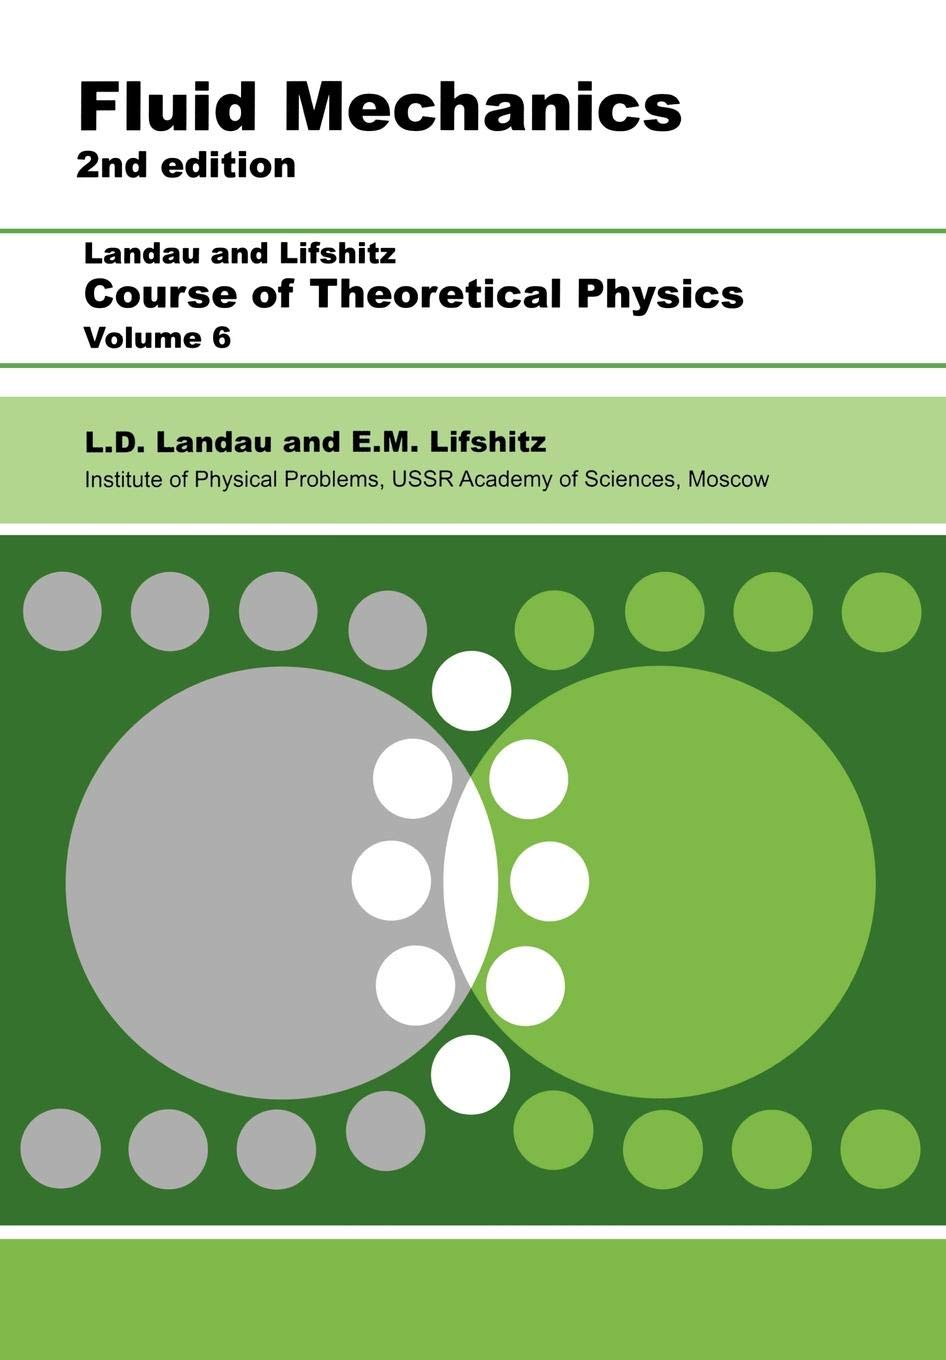 Fluid Mechanics
2nd edition
Landau and Lifshitz
Course of Theoretical Physics
Volume 6
L.D. Landau and E.M. Lifshitz
Institute of Physical Problems, USSR Academy of Sciences, Moscow